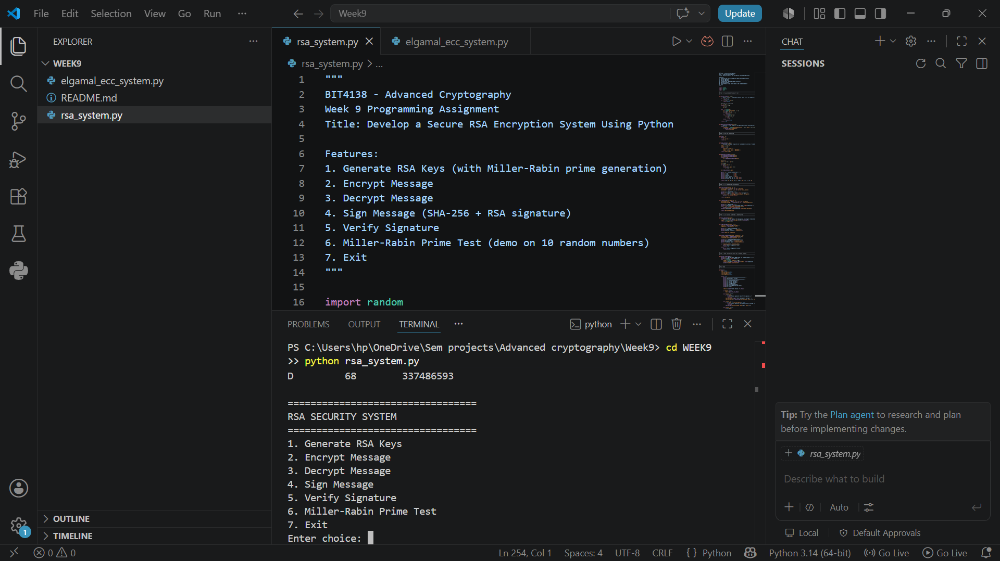 File Edit Selection View Go Run
Week9
Update
EXPLORER
WEEK9
elgamal_ecc_system.py
README.md
rsa_system.py
OUTLINE
TIMELINE
rsa_system.py
elgamal_ecc_system.py
rsa_system.py > ...
1 """
2 BIT4138 - Advanced Cryptography
3 Week 9 Programming Assignment
4 Title: Develop a Secure RSA Encryption System Using Python
5
6 Features:
7 1. Generate RSA Keys (with Miller-Rabin prime generation)
8 2. Encrypt Message
9 3. Decrypt Message
10 4. Sign Message (SHA-256 + RSA signature)
11 5. Verify Signature
12 6. Miller-Rabin Prime Test (demo on 10 random numbers)
13 7. Exit
14 """
15
16 import random
PROBLEMS OUTPUT TERMINAL
python
PS C:\Users\hp\OneDrive\Sem projects\Advanced cryptography\Week9> cd WEEK9
>> python rsa_system.py
D 68 337486593
=================================
RSA SECURITY SYSTEM
=================================
1. Generate RSA Keys
2. Encrypt Message
3. Decrypt Message
4. Sign Message
5. Verify Signature
6. Miller-Rabin Prime Test
7. Exit
Enter choice:
CHAT
SESSIONS
Tip: Try the Plan agent to research and plan
before implementing changes.
rsa_system.py
Describe what to build
Auto
Local
Default Approvals
1
0 0
Ln 254, Col 1
Spaces: 4
UTF-8
CRLF
{ } Python
Python 3.14 (64-bit)
Go Live
Go Live